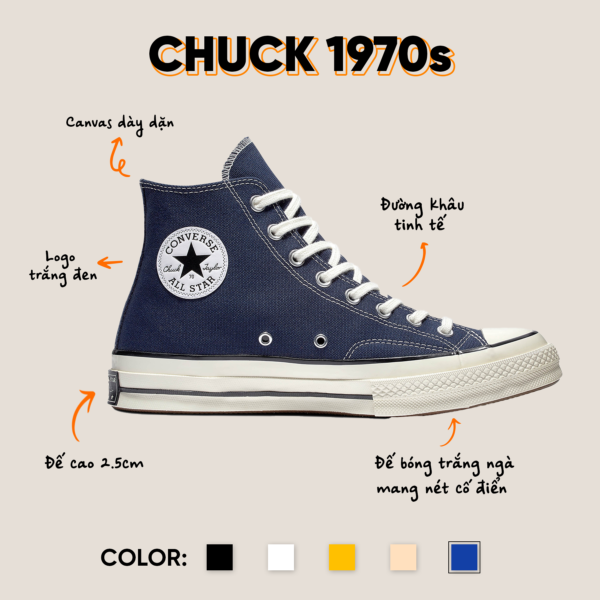 CHUCK 1970s
Canvas dày dặn
Đường khâu
tinh tế
Logo
trắng đen
CONVERSE
Chuck Taylor
70
ALL STAR
Đế cao 2.5cm
Đế bóng trắng ngà
mang nét cổ điển
COLOR: